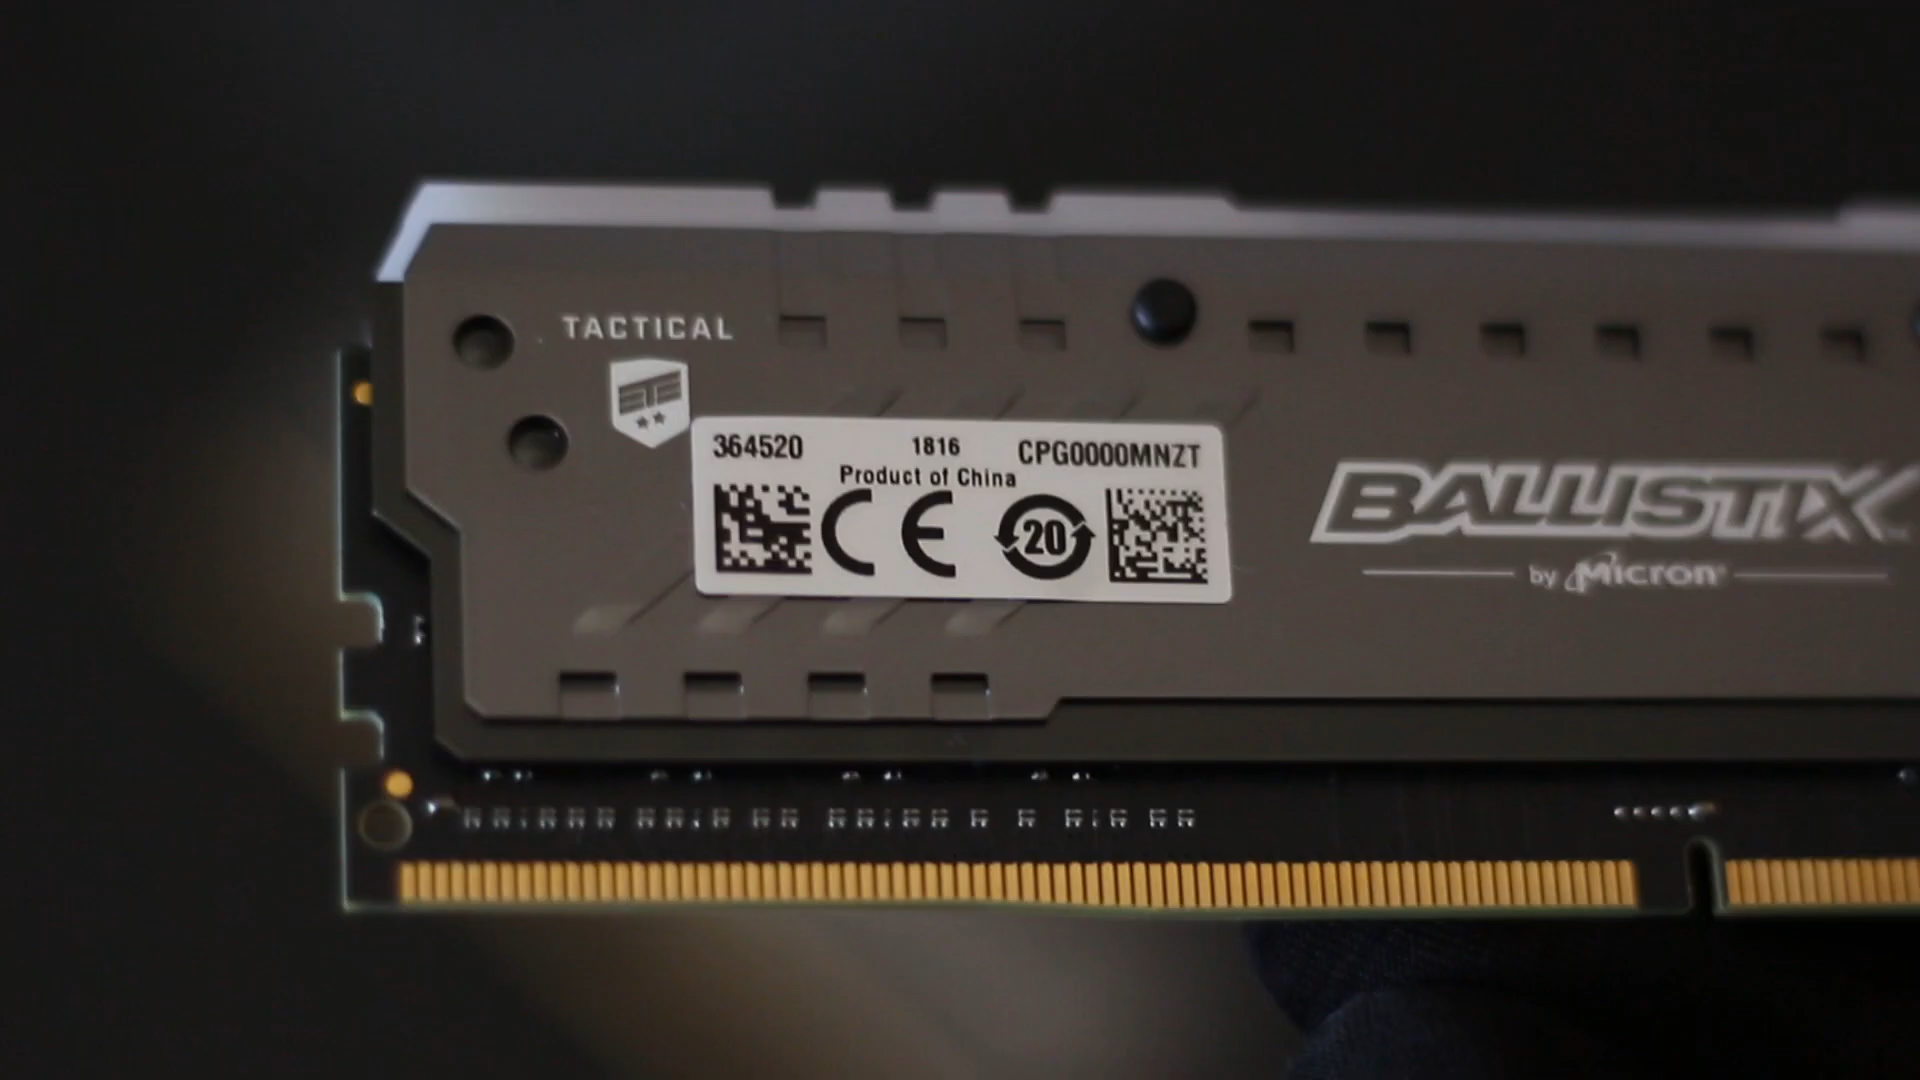 TACTICAL
364520 1816 CPG0000MNZT
Product of China
CE 20
BALLISTIX
by Micron